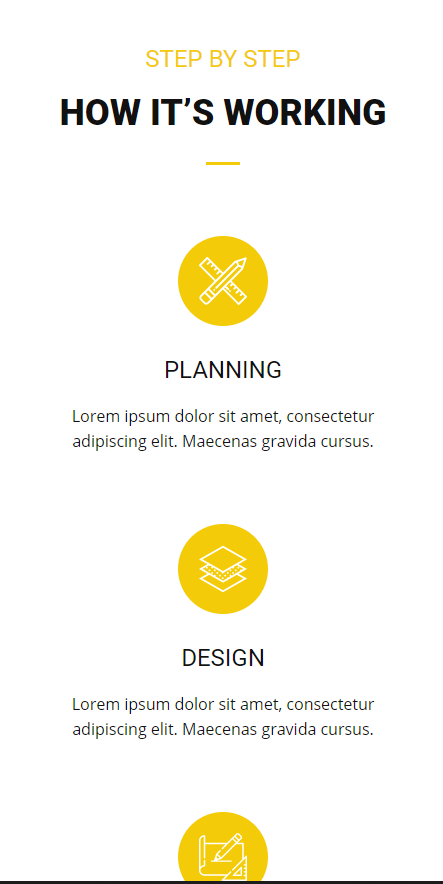 STEP BY STEP
HOW IT’S WORKING
PLANNING
Lorem ipsum dolor sit amet, consectetur
adipiscing elit. Maecenas gravida cursus.
DESIGN
Lorem ipsum dolor sit amet, consectetur
adipiscing elit. Maecenas gravida cursus.